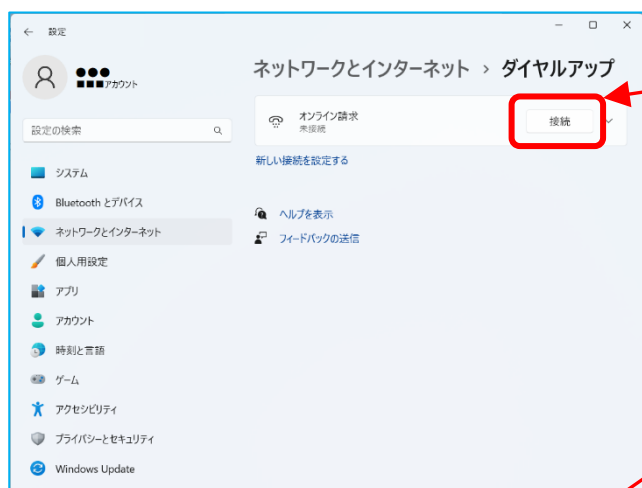 設定
●●●
■■■アカウント
設定の検索
システム
Bluetooth とデバイス
ネットワークとインターネット
個人用設定
アプリ
アカウント
時刻と言語
ゲーム
アクセシビリティ
プライバシーとセキュリティ
Windows Update
ネットワークとインターネット › ダイヤルアップ
オンライン請求
未接続
接続
新しい接続を設定する
ヘルプを表示
フィードバックの送信